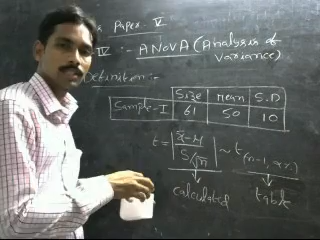 Paper - V
IV :- ANOVA (Analysis of Variance)
Definition :-
Size Mean S.D
Sample-I 61 50 10
t = | x̄-μ / S/√n | ~ t(n-1, α%)
calculated table